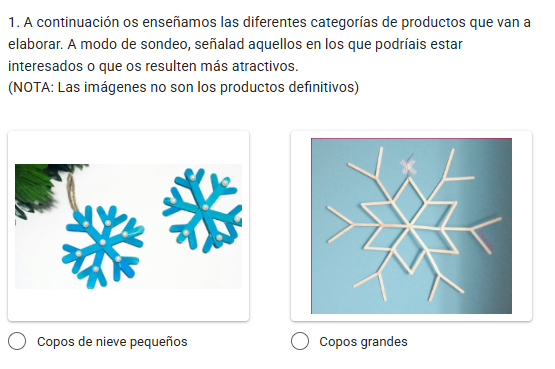 1. A continuación os enseñamos las diferentes categorías de productos que van a
elaborar. A modo de sondeo, señalad aquellos en los que podríais estar
interesados o que os resulten más atractivos.
(NOTA: Las imágenes no son los productos definitivos)
Copos de nieve pequeños
Copos grandes